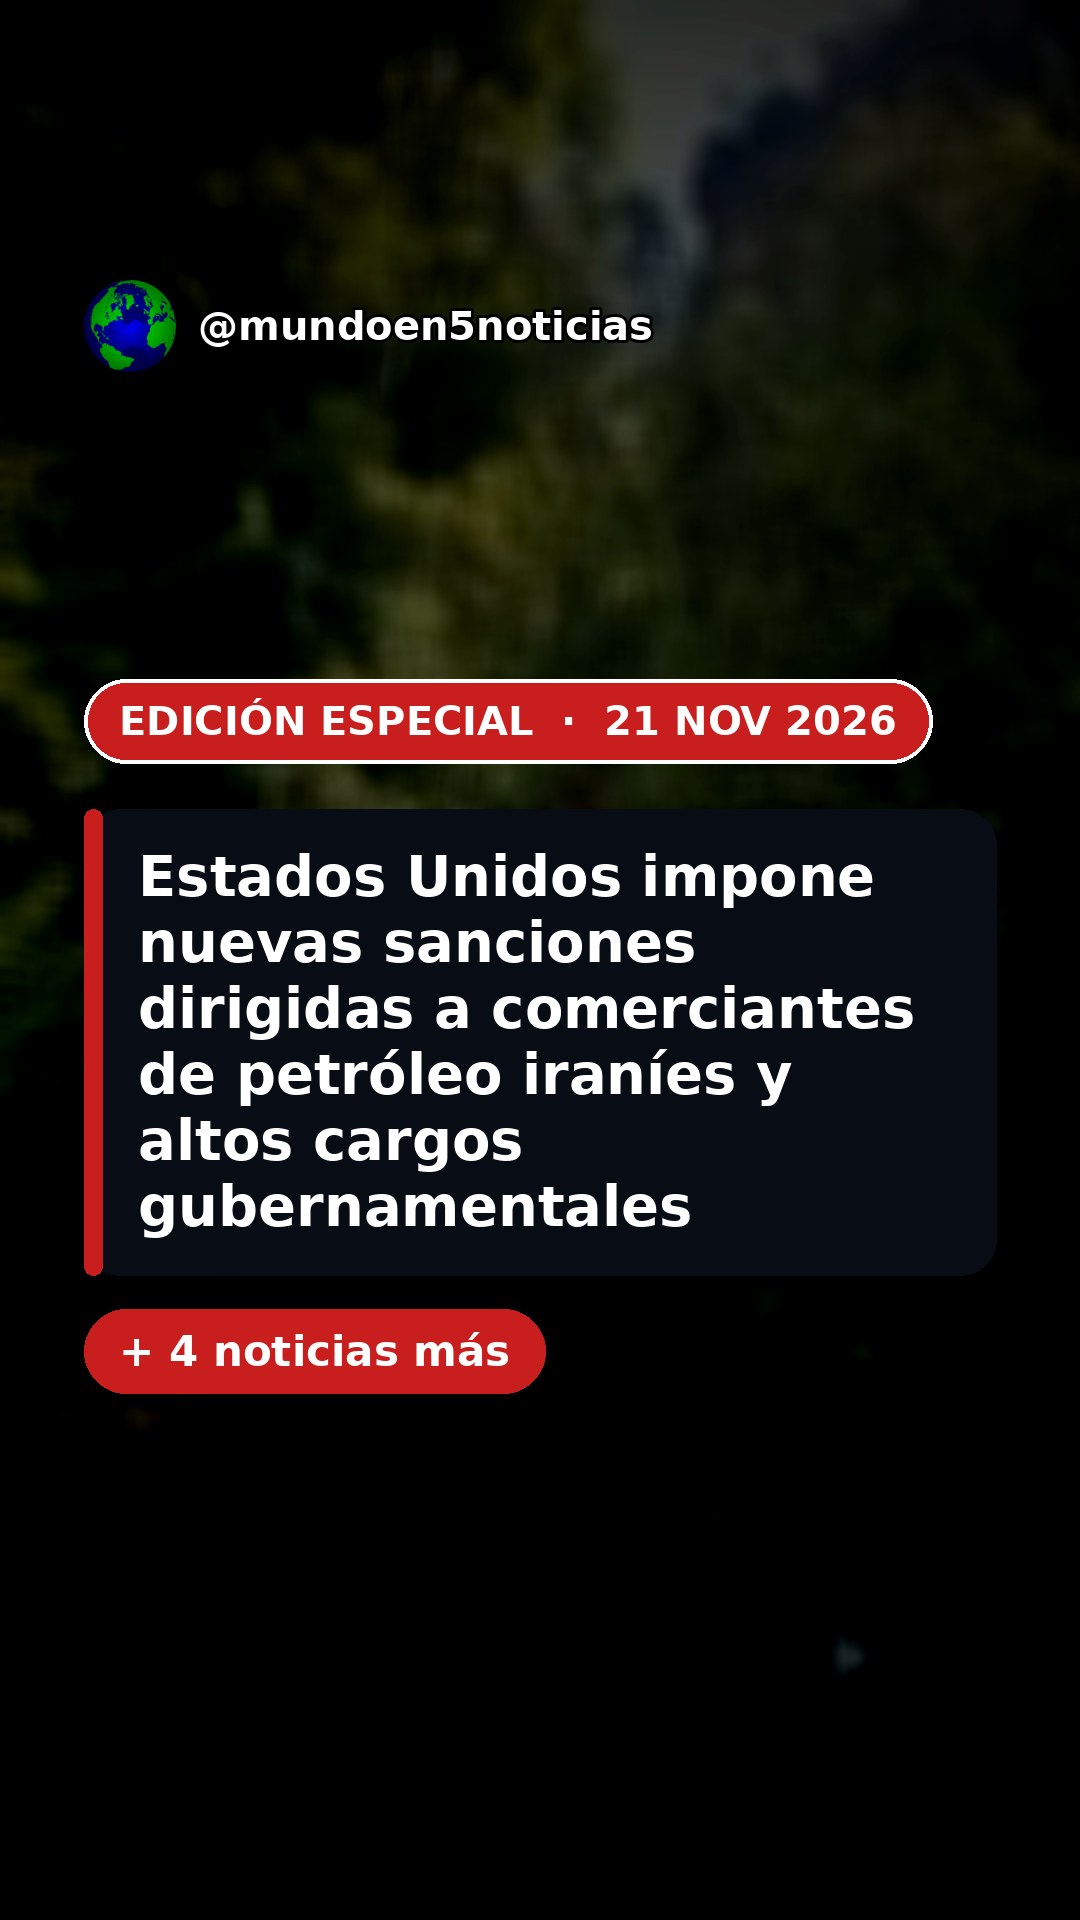 @mundoen5noticias
EDICIÓN ESPECIAL · 21 NOV 2026
Estados Unidos impone
nuevas sanciones
dirigidas a comerciantes
de petróleo iraníes y
altos cargos
gubernamentales
+ 4 noticias más